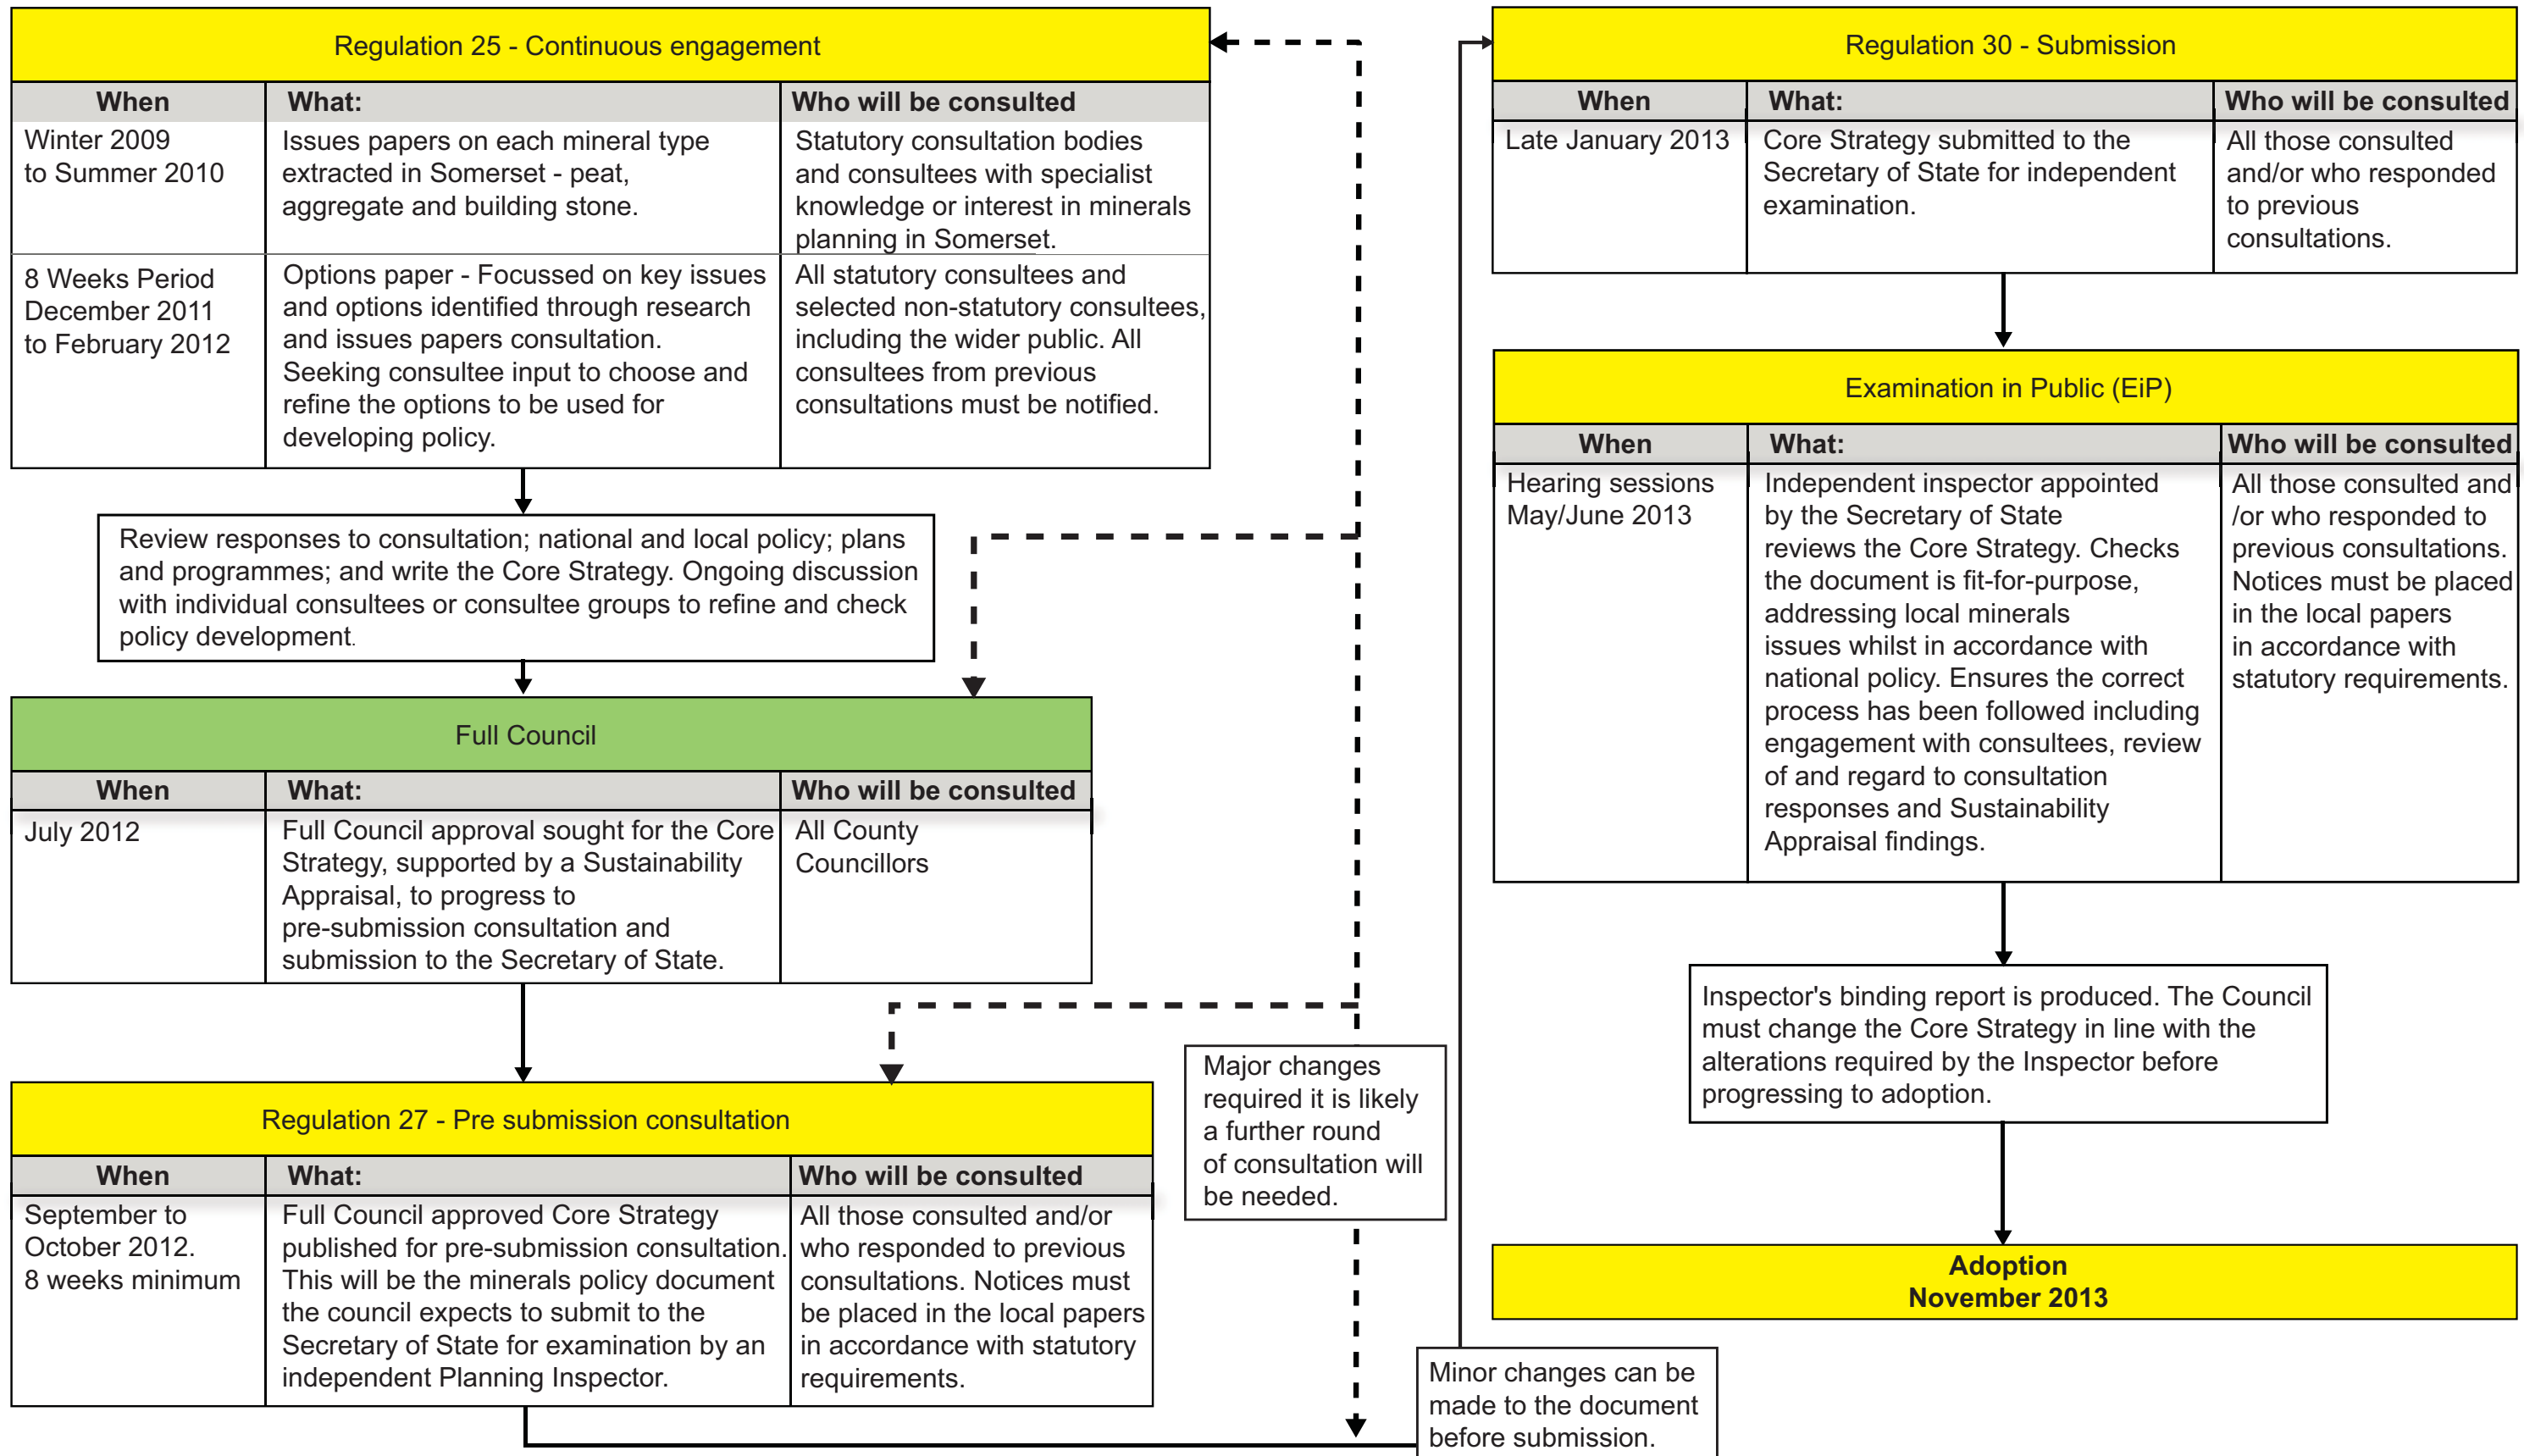 Regulation 25 - Continuous engagement
When
What:
Who will be consulted
Winter 2009
to Summer 2010
Issues papers on each mineral type
extracted in Somerset - peat,
aggregate and building stone.
Statutory consultation bodies
and consultees with specialist
knowledge or interest in minerals
planning in Somerset.
8 Weeks Period
December 2011
to February 2012
Options paper - Focussed on key issues
and options identified through research
and issues papers consultation.
Seeking consultee input to choose and
refine the options to be used for
developing policy.
All statutory consultees and
selected non-statutory consultees,
including the wider public. All
consultees from previous
consultations must be notified.
Review responses to consultation; national and local policy; plans
and programmes; and write the Core Strategy. Ongoing discussion
with individual consultees or consultee groups to refine and check
policy development.
Full Council
When
What:
Who will be consulted
July 2012
Full Council approval sought for the Core
Strategy, supported by a Sustainability
Appraisal, to progress to
pre-submission consultation and
submission to the Secretary of State.
All County
Councillors
Regulation 27 - Pre submission consultation
When
What:
Who will be consulted
September to
October 2012.
8 weeks minimum
Full Council approved Core Strategy
published for pre-submission consultation.
This will be the minerals policy document
the council expects to submit to the
Secretary of State for examination by an
independent Planning Inspector.
All those consulted and/or
who responded to previous
consultations. Notices must
be placed in the local papers
in accordance with statutory
requirements.
Major changes
required it is likely
a further round
of consultation will
be needed.
Minor changes can be
made to the document
before submission.
Regulation 30 - Submission
When
What:
Who will be consulted
Late January 2013
Core Strategy submitted to the
Secretary of State for independent
examination.
All those consulted
and/or who responded
to previous
consultations.
Examination in Public (EiP)
When
What:
Who will be consulted
Hearing sessions
May/June 2013
Independent inspector appointed
by the Secretary of State
reviews the Core Strategy. Checks
the document is fit-for-purpose,
addressing local minerals
issues whilst in accordance with
national policy. Ensures the correct
process has been followed including
engagement with consultees, review
of and regard to consultation
responses and Sustainability
Appraisal findings.
All those consulted and
/or who responded to
previous consultations.
Notices must be placed
in the local papers
in accordance with
statutory requirements.
Inspector's binding report is produced. The Council
must change the Core Strategy in line with the
alterations required by the Inspector before
progressing to adoption.
Adoption
November 2013